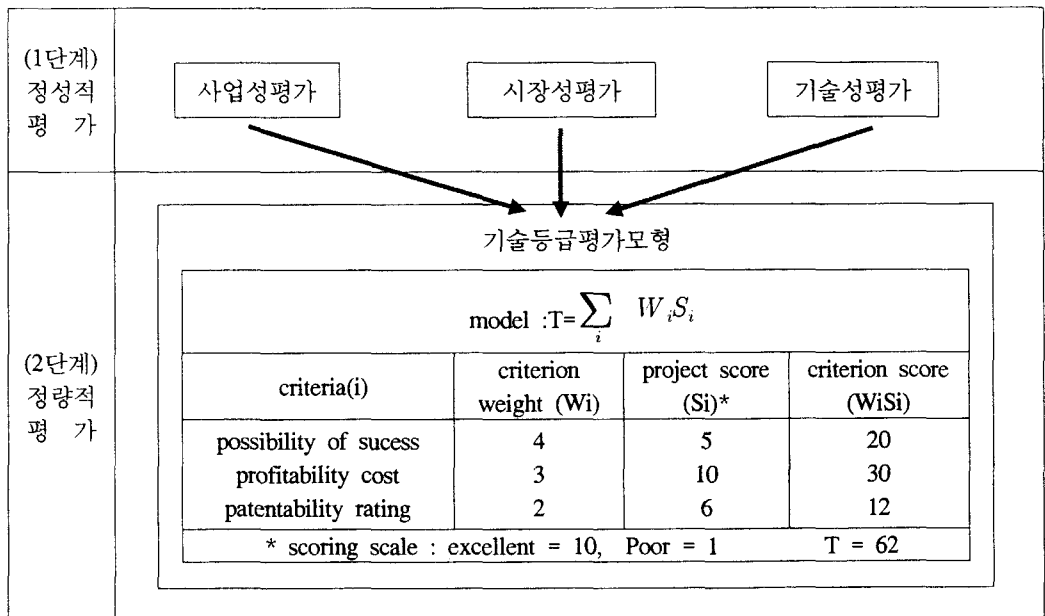 (1단계)
정성적
평 가
사업성평가
시장성평가
기술성평가
(2단계)
정량적
평 가
기술등급평가모형
model :T=∑ᵢ WᵢSᵢ
criteria(i)
criterion
weight (Wi)
project score
(Si)*
criterion score
(WiSi)
possibility of sucess 4 5 20
profitability cost 3 10 30
patentability rating 2 6 12
* scoring scale : excellent = 10, Poor = 1 T = 62